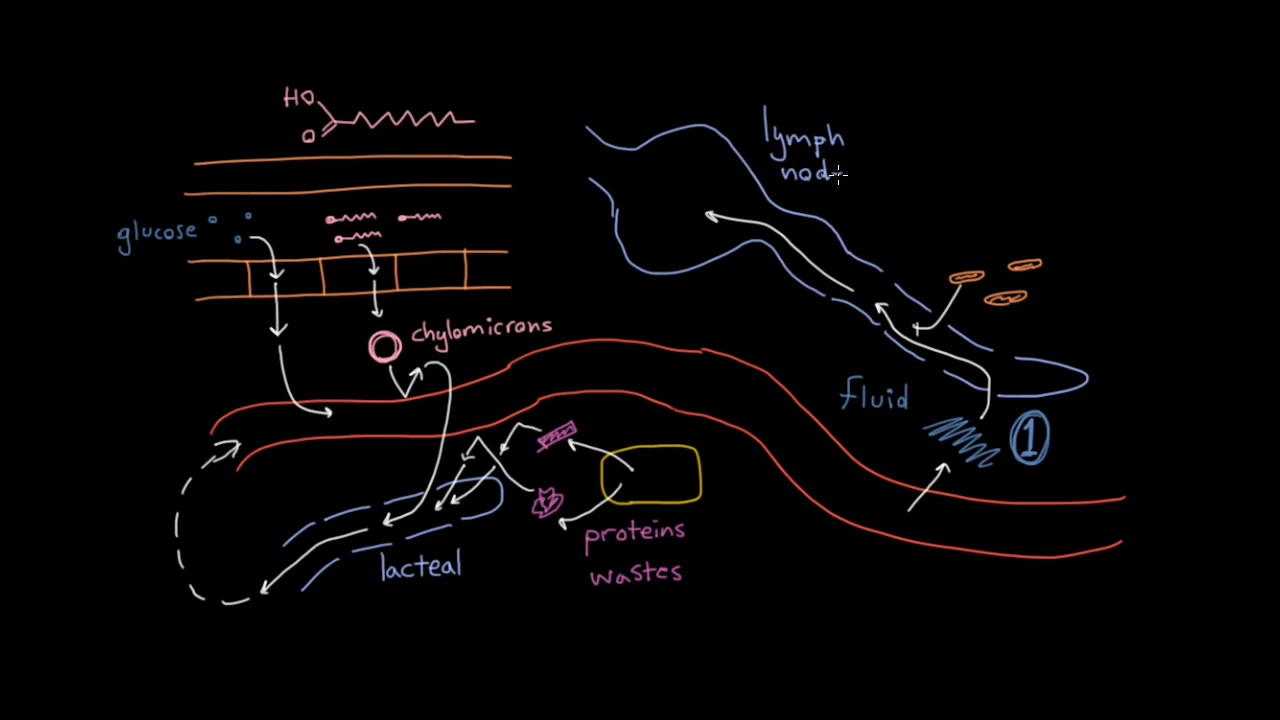 HO
O
glucose
chylomicrons
lymph
nod
fluid
1
proteins
wastes
lacteal